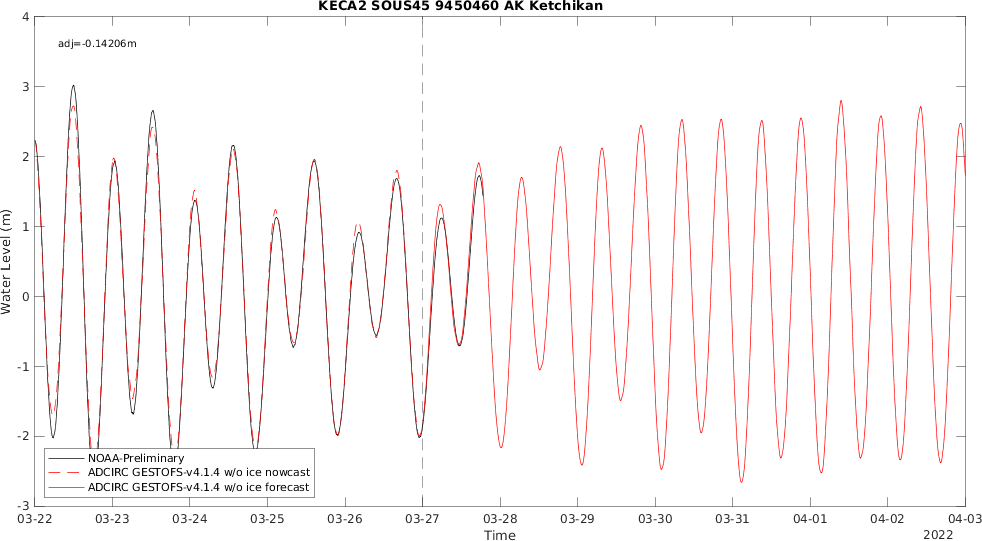 KECA2 SOUS45 9450460 AK Ketchikan
adj=-0.14206m
Water Level (m)
4
3
2
1
0
-1
-2
-3
NOAA-Preliminary
ADCIRC GESTOFS-v4.1.4 w/o ice nowcast
ADCIRC GESTOFS-v4.1.4 w/o ice forecast
03-22 03-23 03-24 03-25 03-26 03-27 03-28 03-29 03-30 03-31 04-01 04-02 04-03
Time
2022